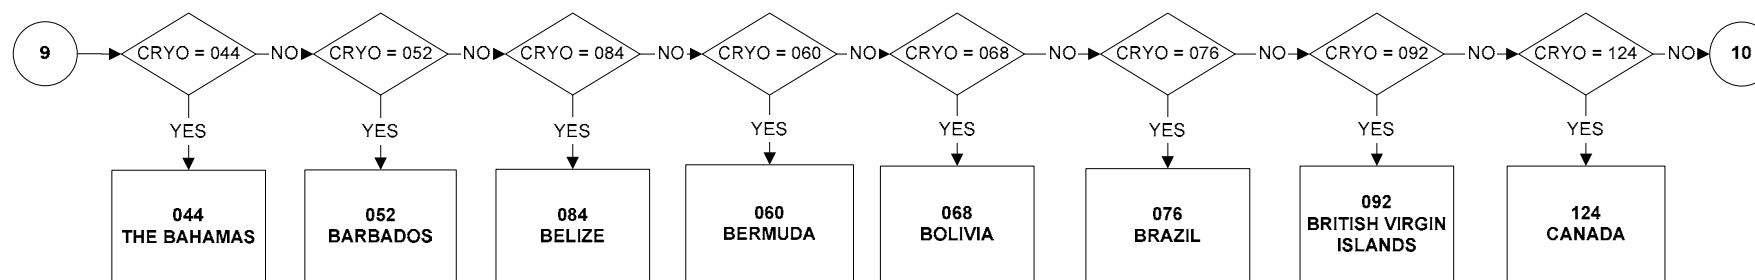 9 CRYO = 044 NO CRYO = 052 NO CRYO = 084 NO CRYO = 060 NO CRYO = 068 NO CRYO = 076 NO CRYO = 092 NO CRYO = 124 NO 10
YES YES YES YES YES YES YES YES
044
THE BAHAMAS
052
BARBADOS
084
BELIZE
060
BERMUDA
068
BOLIVIA
076
BRAZIL
092
BRITISH VIRGIN
ISLANDS
124
CANADA